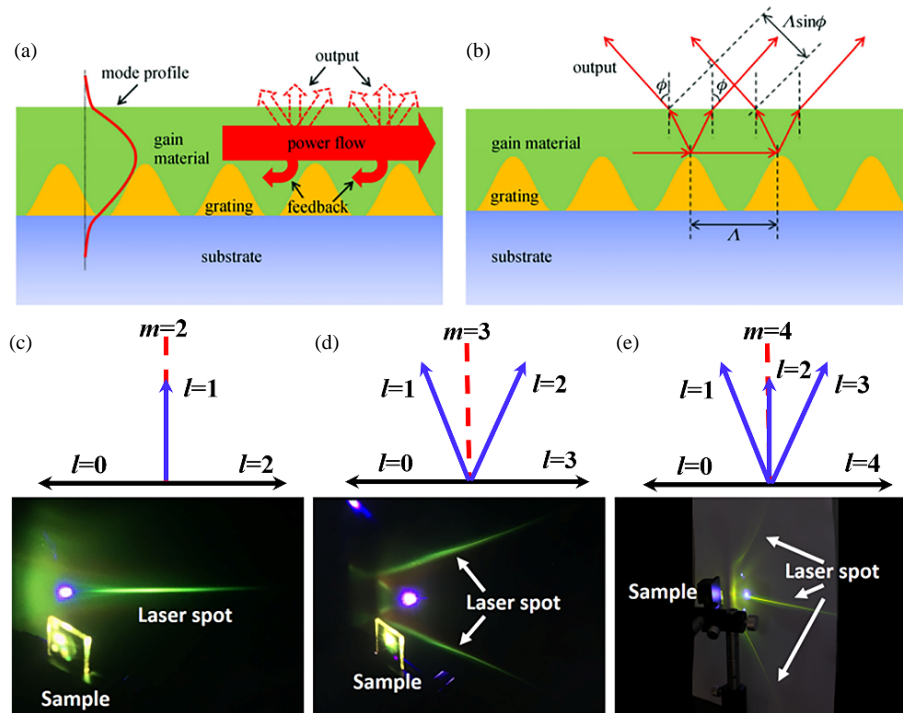 (a)
mode profile
output
gain
material
power flow
grating
feedback
substrate
(b)
Λsinϕ
output
ϕ
ϕ
gain material
grating
Λ
substrate
(c)
m=2
l=1
l=0
l=2
(d)
m=3
l=1
l=2
l=0
l=3
(e)
m=4
l=1
l=2
l=3
l=0
l=4
Laser spot
Sample
Laser spot
Sample
Sample
Laser spot